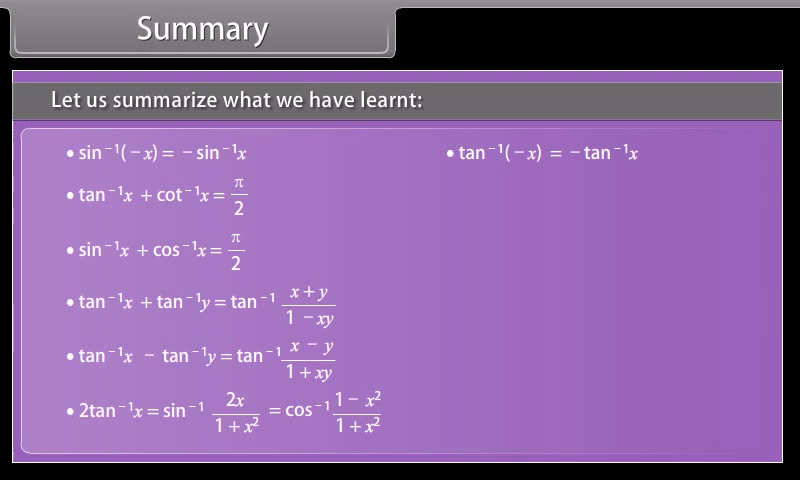 Summary
Let us summarize what we have learnt:
• sin⁻¹(−x) = −sin⁻¹x
• tan⁻¹(−x) = −tan⁻¹x
• tan⁻¹x + cot⁻¹x = π/2
• sin⁻¹x + cos⁻¹x = π/2
• tan⁻¹x + tan⁻¹y = tan⁻¹ (x+y)/(1−xy)
• tan⁻¹x − tan⁻¹y = tan⁻¹ (x−y)/(1+xy)
• 2tan⁻¹x = sin⁻¹ 2x/(1+x²) = cos⁻¹ (1−x²)/(1+x²)